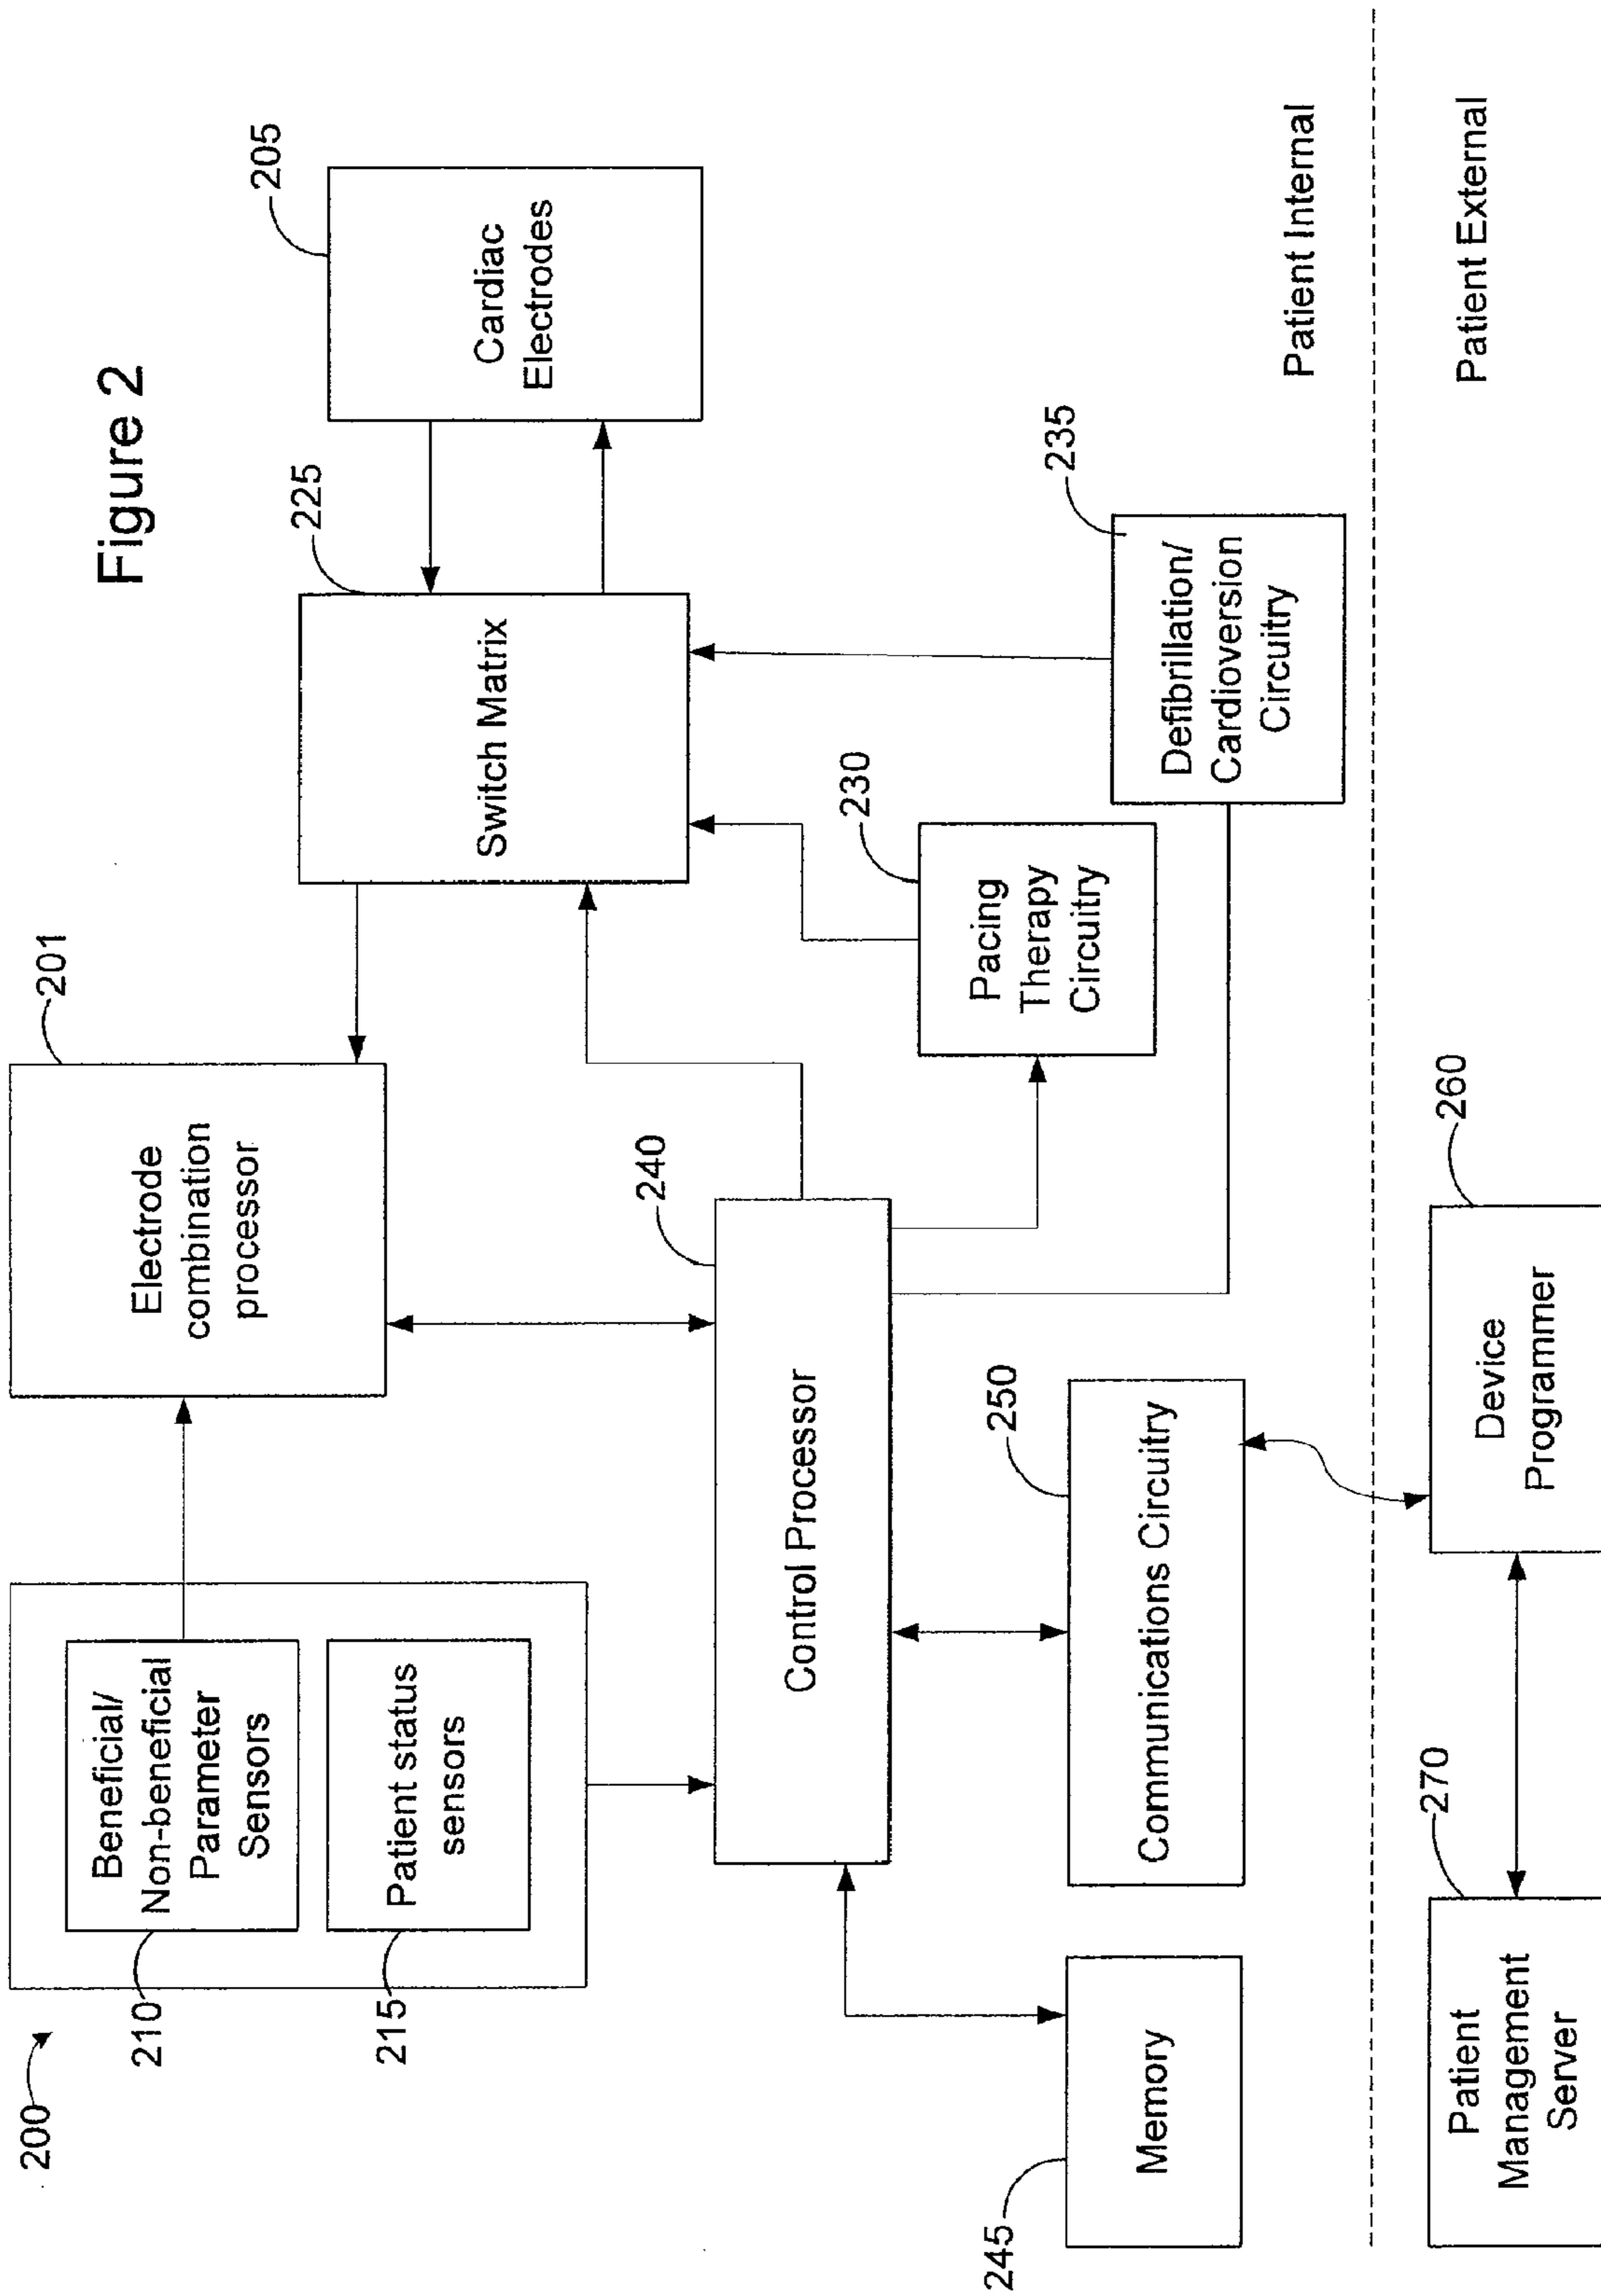 Figure 2
200
210
Beneficial/
Non-beneficial
Parameter
Sensors
215
Patient status
sensors
201
Electrode
combination
processor
225
Switch Matrix
205
Cardiac
Electrodes
240
Control Processor
230
Pacing
Therapy
Circuitry
235
Defibrillation/
Cardioversion
Circuitry
245
Memory
250
Communications Circuitry
Patient Internal
Patient External
270
Patient
Management
Server
260
Device
Programmer